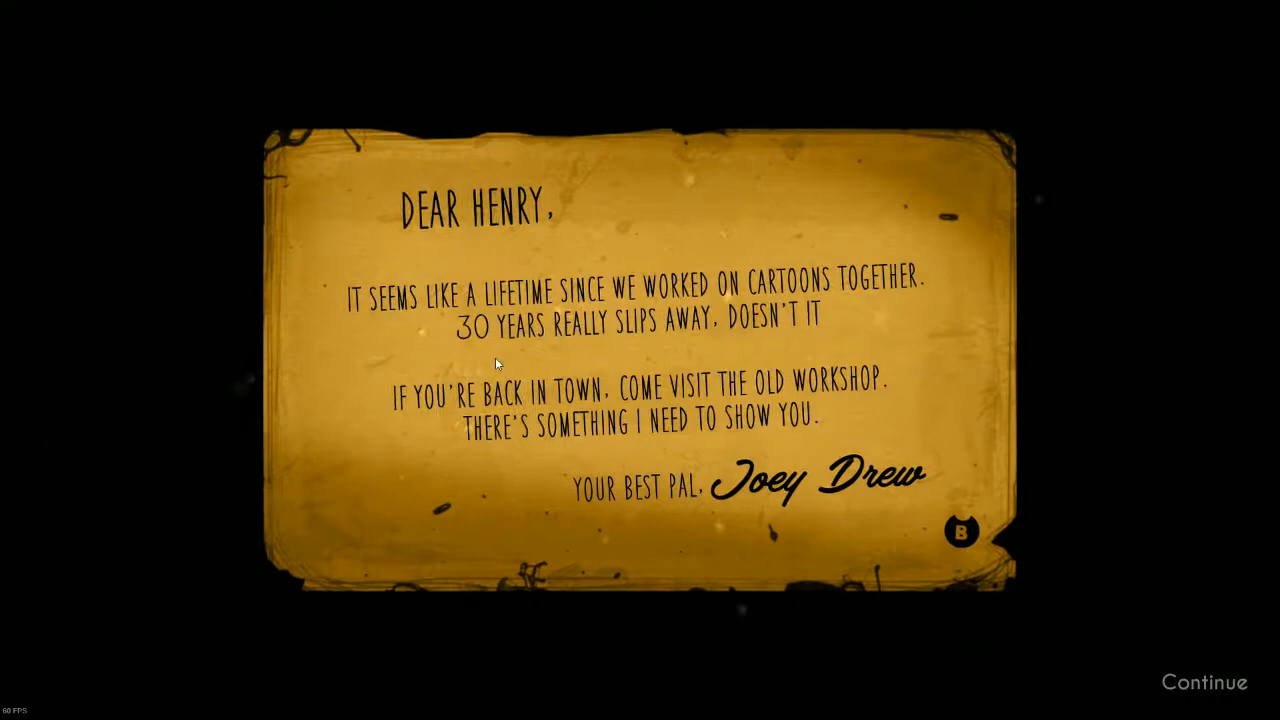 DEAR HENRY,
IT SEEMS LIKE A LIFETIME SINCE WE WORKED ON CARTOONS TOGETHER.
30 YEARS REALLY SLIPS AWAY, DOESN'T IT
IF YOU'RE BACK IN TOWN, COME VISIT THE OLD WORKSHOP.
THERE'S SOMETHING I NEED TO SHOW YOU.
YOUR BEST PAL, Joey Drew
B
Continue
60 FPS